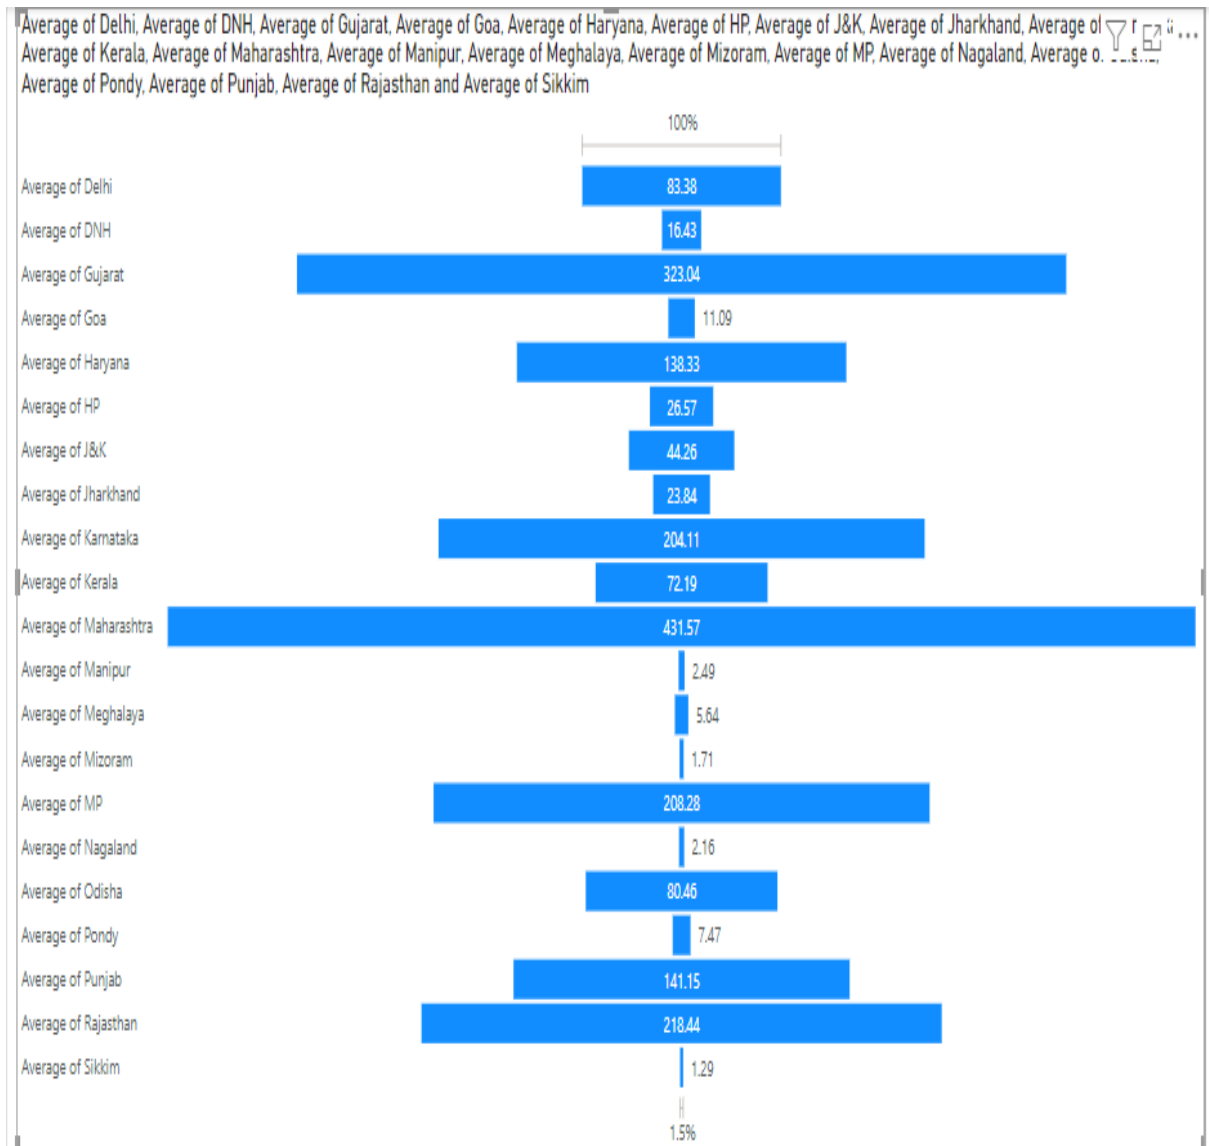 Average of Delhi, Average of DNH, Average of Gujarat, Average of Goa, Average of Haryana, Average of HP, Average of J&K, Average of Jharkhand, Average of
Average of Kerala, Average of Maharashtra, Average of Manipur, Average of Meghalaya, Average of Mizoram, Average of MP, Average of Nagaland, Average
Average of Pondy, Average of Punjab, Average of Rajasthan and Average of Sikkim
100%
Average of Delhi 83.38
Average of DNH 16.43
Average of Gujarat 323.04
Average of Goa 11.09
Average of Haryana 138.33
Average of HP 26.57
Average of J&K 44.26
Average of Jharkhand 23.84
Average of Karnataka 204.11
Average of Kerala 72.19
Average of Maharashtra 431.57
Average of Manipur 2.49
Average of Meghalaya 5.64
Average of Mizoram 1.71
Average of MP 208.28
Average of Nagaland 2.16
Average of Odisha 80.46
Average of Pondy 7.47
Average of Punjab 141.15
Average of Rajasthan 218.44
Average of Sikkim 1.29
1.5%